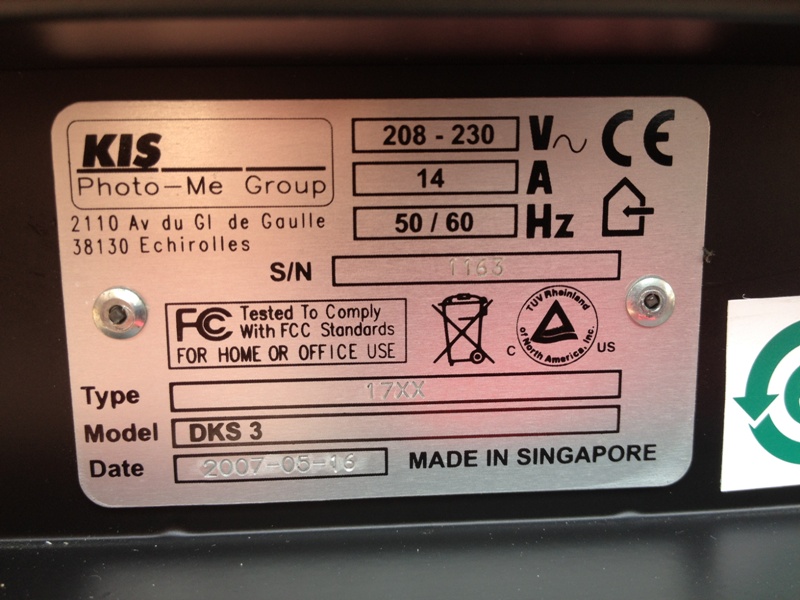 KIS
Photo-Me Group
2110 Av du Gl de Gaulle
38130 Echirolles
208 - 230 V~
14 A
50 / 60 Hz
CE
S/N 1163
FC Tested To Comply
With FCC Standards
FOR HOME OR OFFICE USE
TUV Rheinland
of North America, Inc.
C US
Type 17XX
Model DKS 3
Date 2007-05-16
MADE IN SINGAPORE